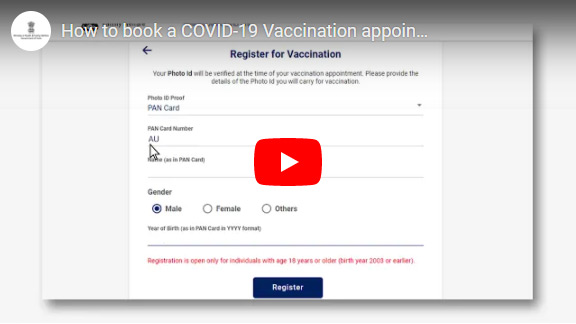 How to book a COVID-19 Vaccination appoin...
Register for Vaccination
Your Photo Id will be verified at the time of your vaccination appointment. Please provide the
details of the Photo Id you will carry for vaccination.
Photo ID Proof
PAN Card
PAN Card Number
AU
Name (as in PAN Card)
Gender
Male Female Others
Year of Birth (as in PAN Card in YYYY format)
Registration is open only for individuals with age 18 years or older (birth year 2003 or earlier).
Register